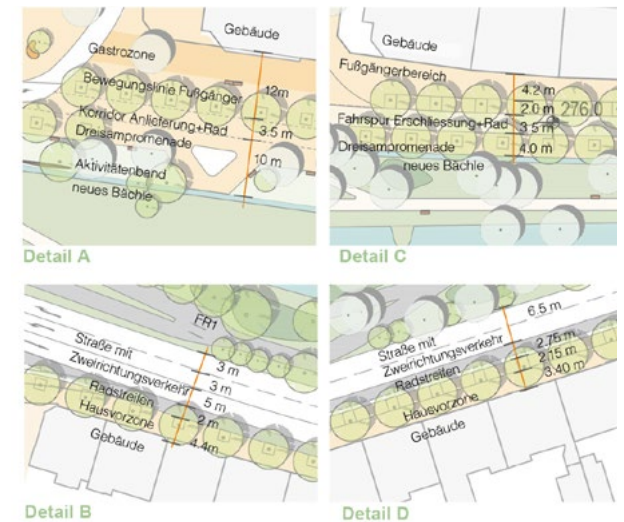 Gebäude
Gastrozone
12m
Bewegungslinie Fußgänger
Korridor Anlieferung+Rad
3.5 m
Dreisampromenade
10 m
Aktivitätenband
neues Bächle
Detail A
Gebäude
Fußgängerbereich
4.2 m
2.0 m
276.0
Fahrspur Erschliessung+Rad
3.5 m
Dreisampromenade
4.0 m
neues Bächle
Detail C
FR1
Straße mit
Zweirichtungsverkehr
3 m
3 m
Radstreifen
5 m
Hausvorzone
2 m
Gebäude
4.4m
Detail B
6.5 m
Straße mit
Zweirichtungsverkehr
2.75 m
Radstreifen
2.15 m
Hausvorzone
3.40 m
Gebäude
Detail D